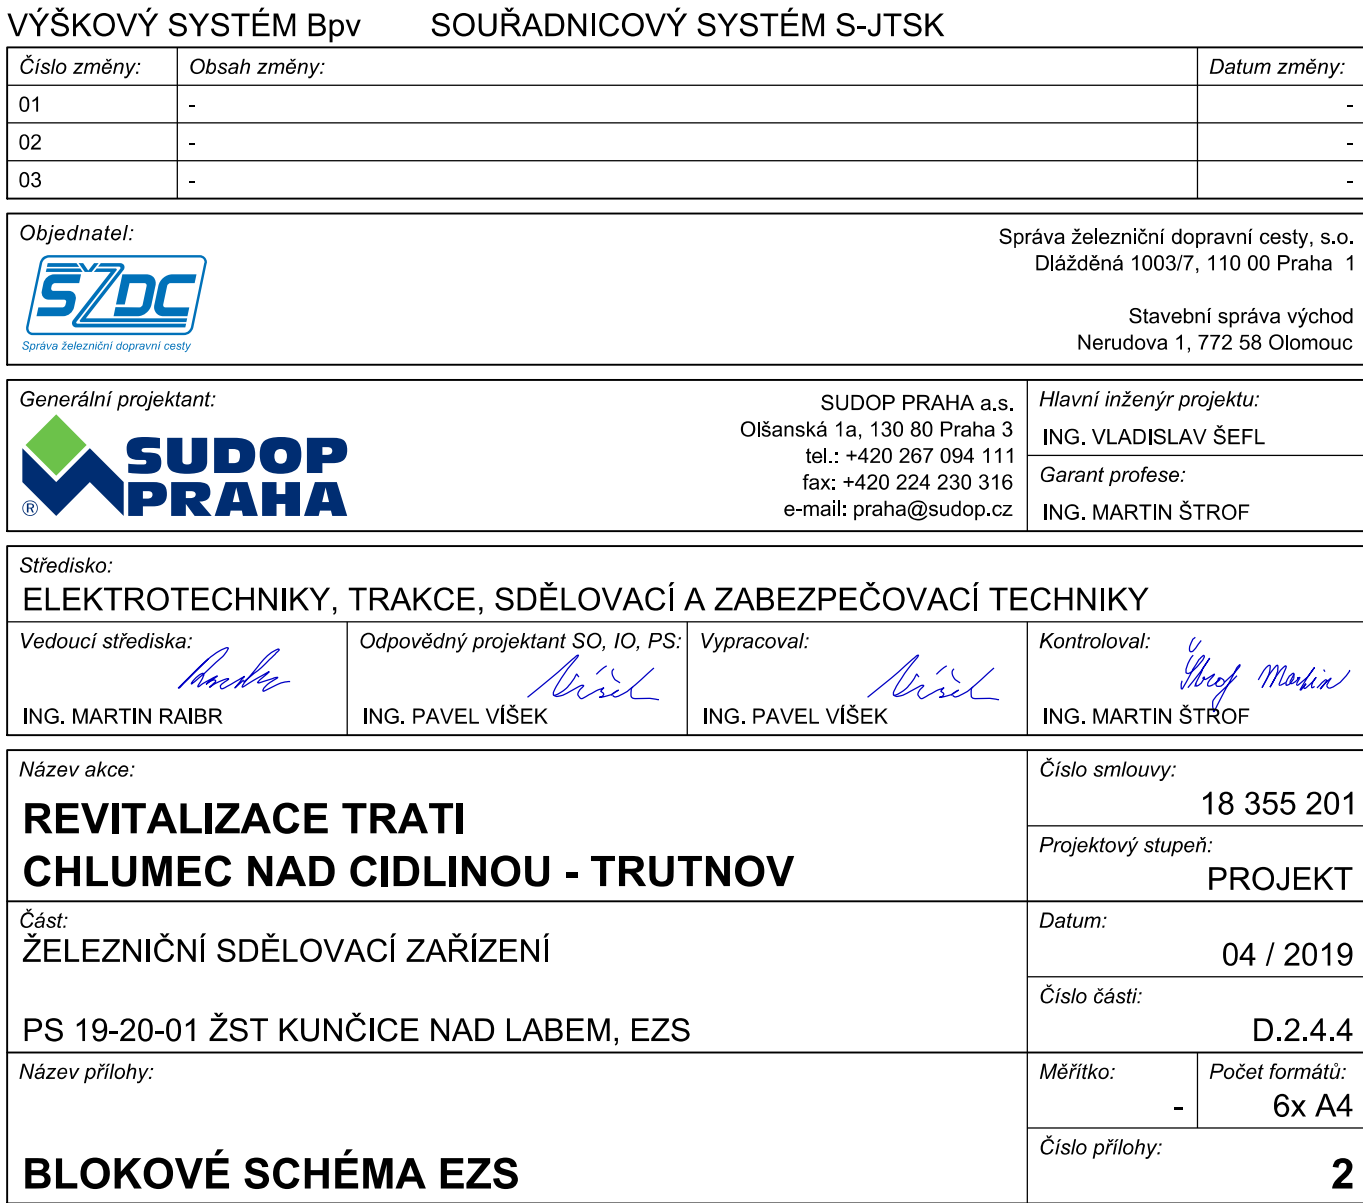 VÝŠKOVÝ SYSTÉM Bpv SOUŘADNICOVÝ SYSTÉM S-JTSK
Číslo změny: Obsah změny: Datum změny:
01 - -
02 - -
03 - -
Objednatel:
SŽDC
Správa železniční dopravní cesty
Správa železniční dopravní cesty, s.o.
Dlážděná 1003/7, 110 00 Praha 1
Stavební správa východ
Nerudova 1, 772 58 Olomouc
Generální projektant:
SUDOP
PRAHA
®
SUDOP PRAHA a.s.
Olšanská 1a, 130 80 Praha 3
tel.: +420 267 094 111
fax: +420 224 230 316
e-mail: praha@sudop.cz
Hlavní inženýr projektu:
ING. VLADISLAV ŠEFL
Garant profese:
ING. MARTIN ŠTROF
Středisko:
ELEKTROTECHNIKY, TRAKCE, SDĚLOVACÍ A ZABEZPEČOVACÍ TECHNIKY
Vedoucí střediska:
ING. MARTIN RAIBR
Odpovědný projektant SO, IO, PS:
Víšek
ING. PAVEL VÍŠEK
Vypracoval:
Víšek
ING. PAVEL VÍŠEK
Kontroloval:
Štrof Martin
ING. MARTIN ŠTROF
Název akce:
REVITALIZACE TRATI
CHLUMEC NAD CIDLINOU - TRUTNOV
Číslo smlouvy:
18 355 201
Projektový stupeň:
PROJEKT
Část:
ŽELEZNIČNÍ SDĚLOVACÍ ZAŘÍZENÍ
PS 19-20-01 ŽST KUNČICE NAD LABEM, EZS
Datum:
04 / 2019
Číslo části:
D.2.4.4
Název přílohy:
BLOKOVÉ SCHÉMA EZS
Měřítko:
-
Počet formátů:
6x A4
Číslo přílohy:
2